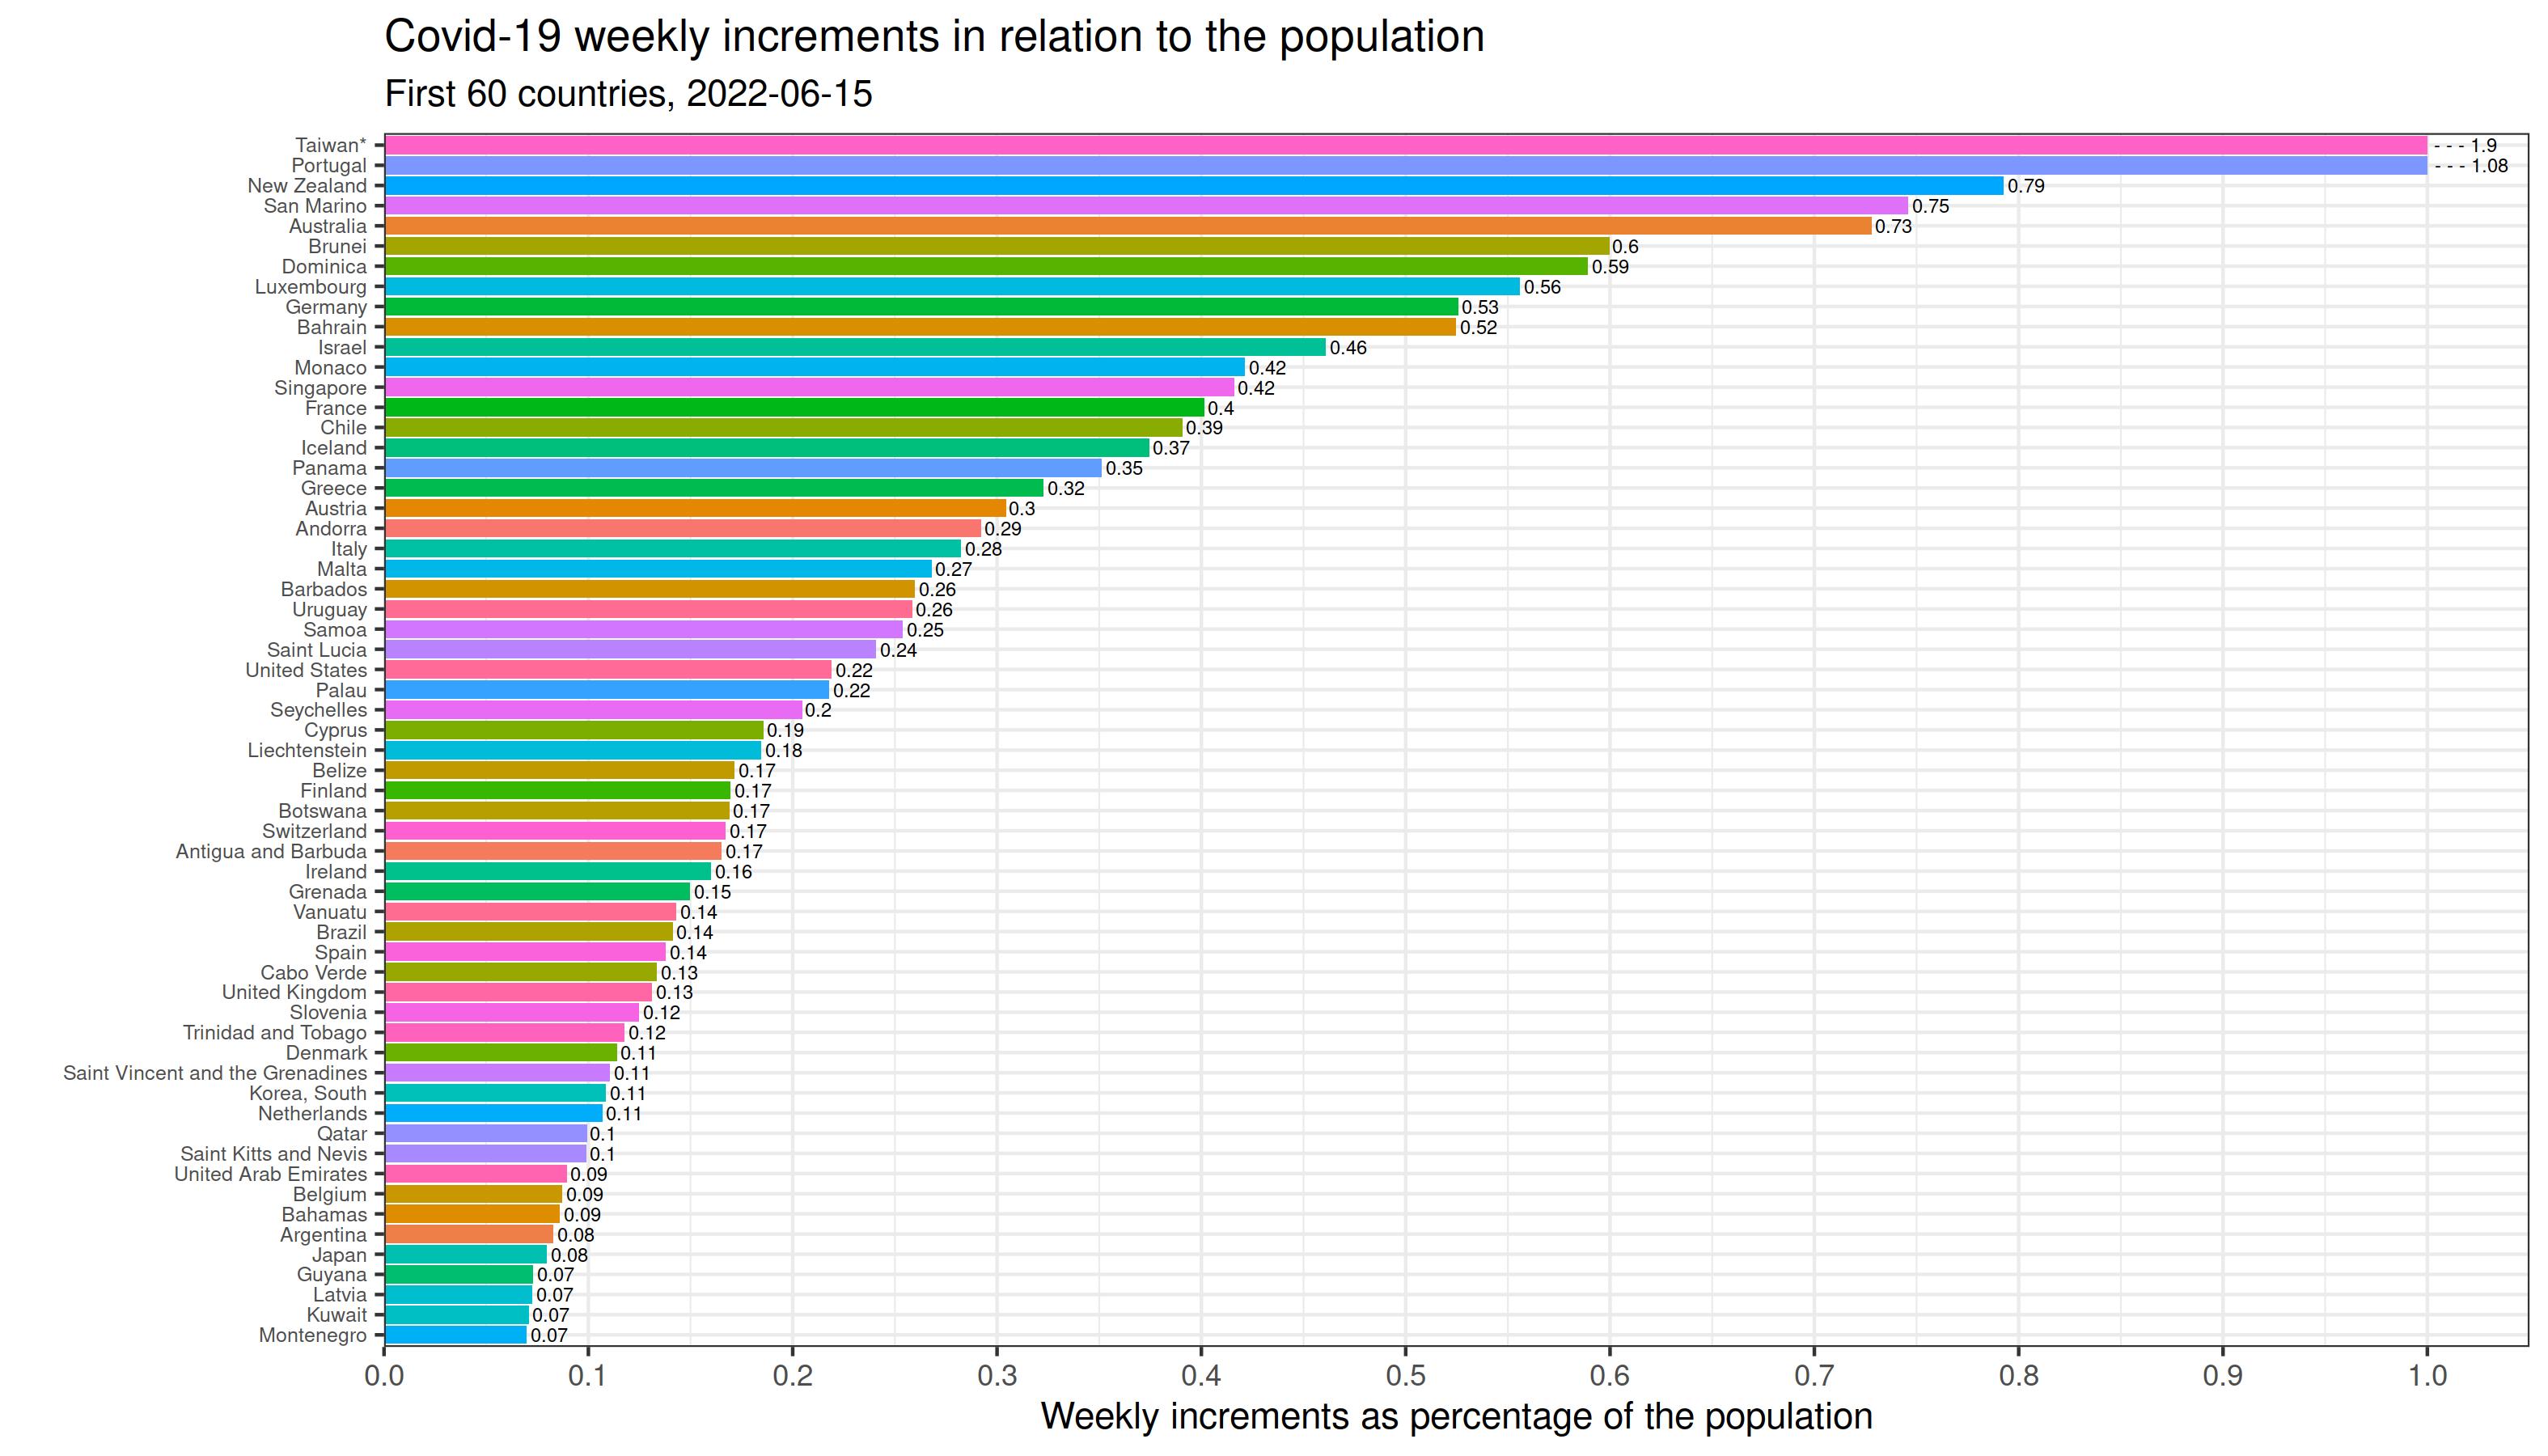 Covid-19 weekly increments in relation to the population
First 60 countries, 2022-06-15
Taiwan* - - - 1.9
Portugal - - - 1.08
New Zealand 0.79
San Marino 0.75
Australia 0.73
Brunei 0.6
Dominica 0.59
Luxembourg 0.56
Germany 0.53
Bahrain 0.52
Israel 0.46
Monaco 0.42
Singapore 0.42
France 0.4
Chile 0.39
Iceland 0.37
Panama 0.35
Greece 0.32
Austria 0.3
Andorra 0.29
Italy 0.28
Malta 0.27
Barbados 0.26
Uruguay 0.26
Samoa 0.25
Saint Lucia 0.24
United States 0.22
Palau 0.22
Seychelles 0.2
Cyprus 0.19
Liechtenstein 0.18
Belize 0.17
Finland 0.17
Botswana 0.17
Switzerland 0.17
Antigua and Barbuda 0.17
Ireland 0.16
Grenada 0.15
Vanuatu 0.14
Brazil 0.14
Spain 0.14
Cabo Verde 0.13
United Kingdom 0.13
Slovenia 0.12
Trinidad and Tobago 0.12
Denmark 0.11
Saint Vincent and the Grenadines 0.11
Korea, South 0.11
Netherlands 0.11
Qatar 0.1
Saint Kitts and Nevis 0.1
United Arab Emirates 0.09
Belgium 0.09
Bahamas 0.09
Argentina 0.08
Japan 0.08
Guyana 0.07
Latvia 0.07
Kuwait 0.07
Montenegro 0.07
0.0 0.1 0.2 0.3 0.4 0.5 0.6 0.7 0.8 0.9 1.0
Weekly increments as percentage of the population